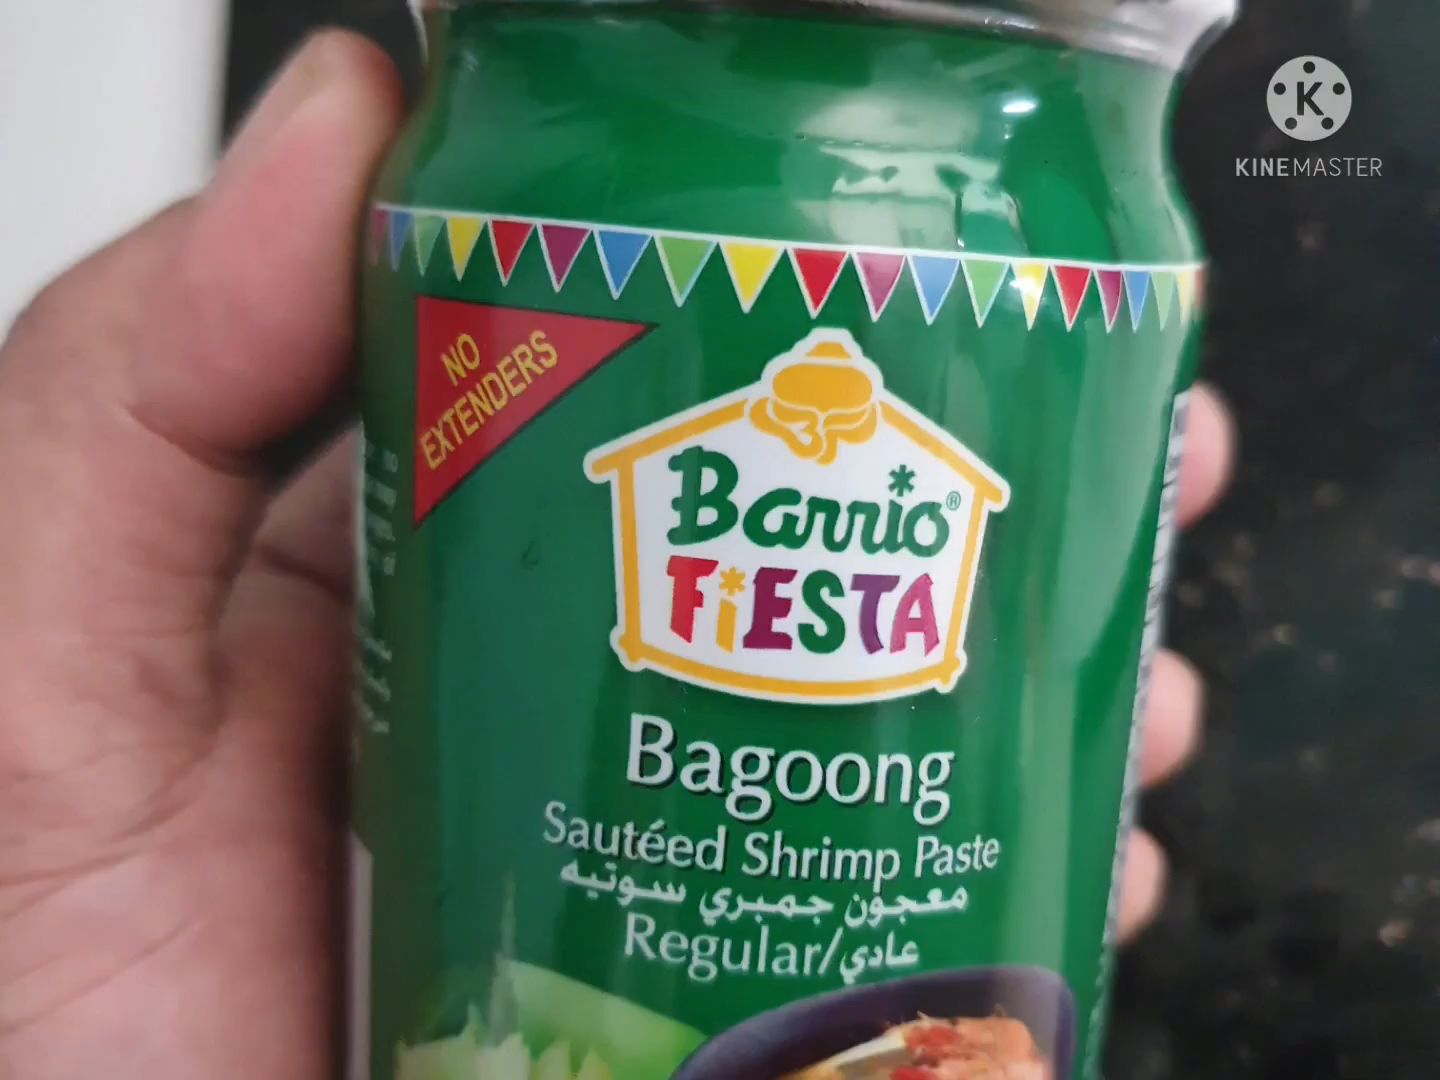 K
KINEMASTER
NO
EXTENDERS
Barrio®
FiESTA
Bagoong
Sautéed Shrimp Paste
معجون جمبري سوتيه
Regular/عادي